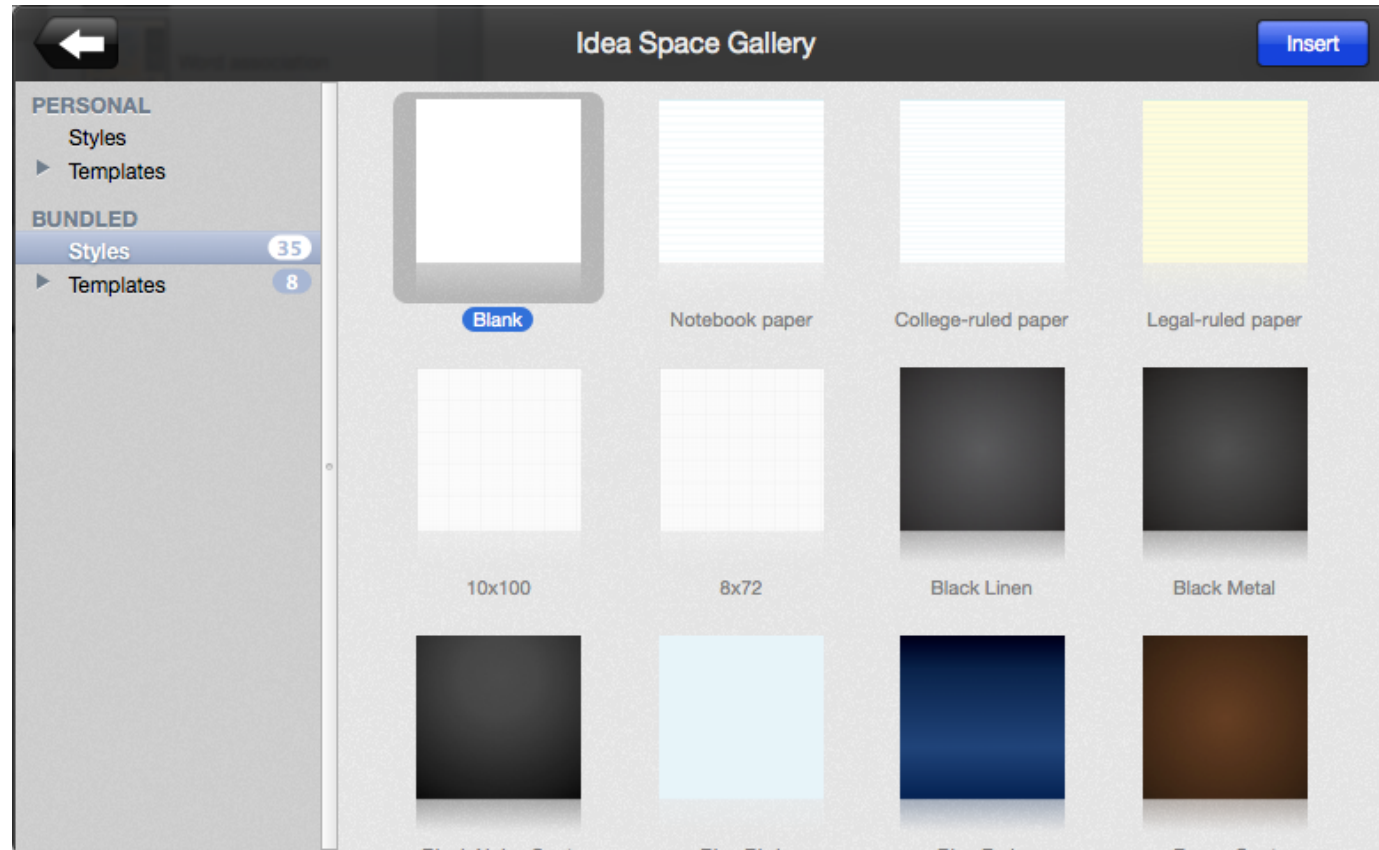 Idea Space Gallery
Insert
PERSONAL
Styles
Templates
BUNDLED
Styles 35
Templates 8
Blank
Notebook paper
College-ruled paper
Legal-ruled paper
10x100
8x72
Black Linen
Black Metal